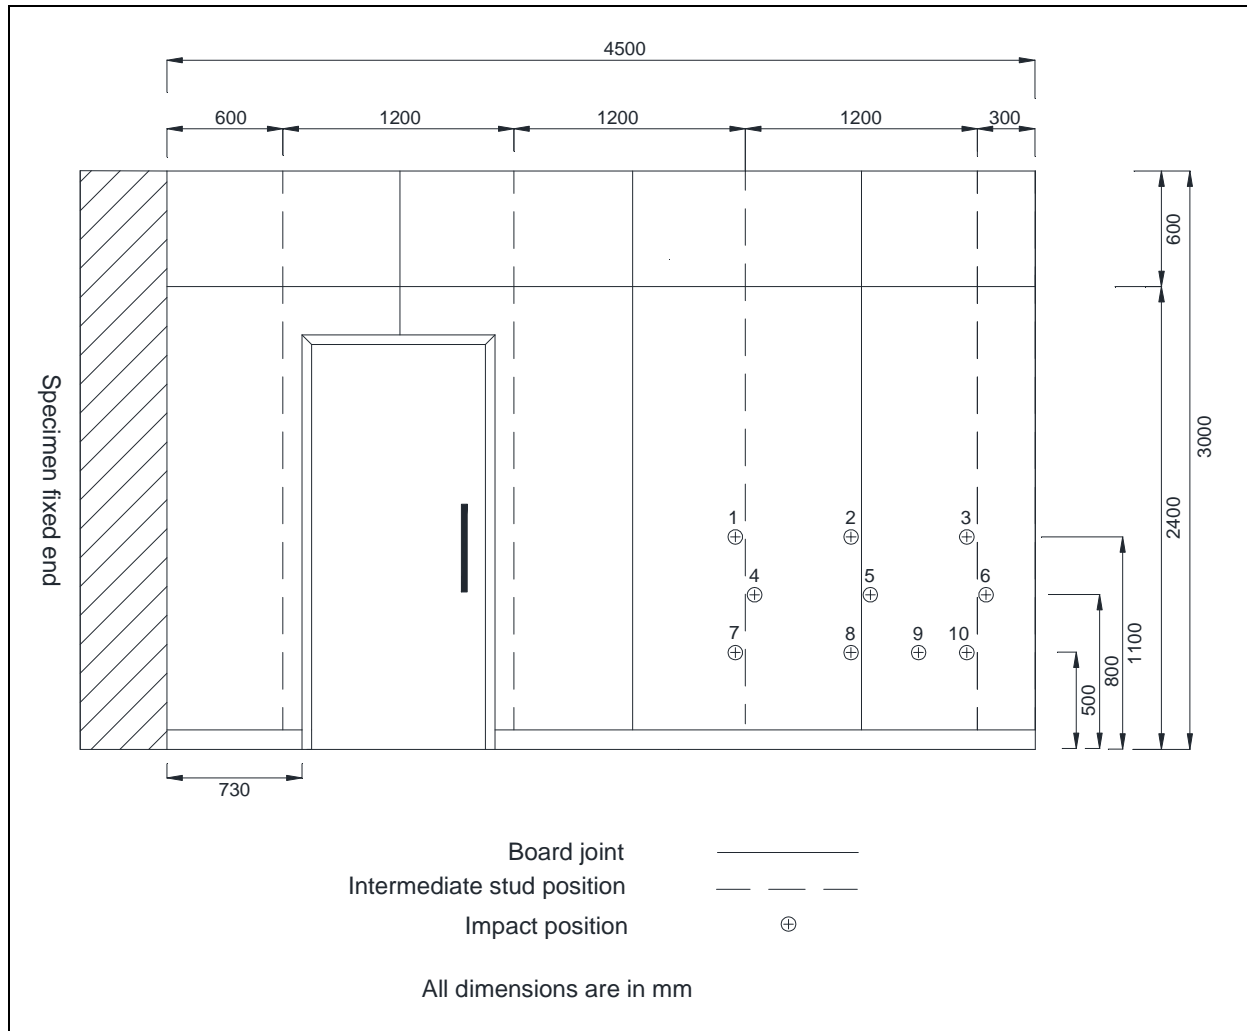 4500
600 1200 1200 1200 300
600
3000
2400
1100
800
500
Specimen fixed end
1 2 3
4 5 6
7 8 9 10
730
Board joint
Intermediate stud position
Impact position
All dimensions are in mm